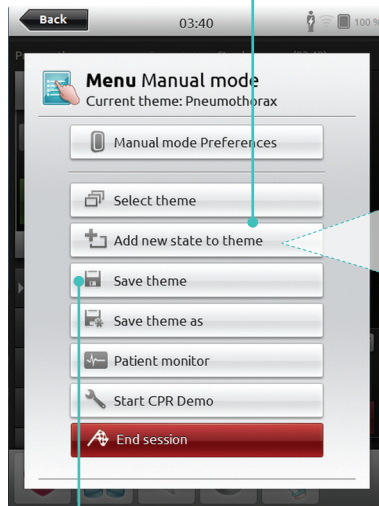 Back
03:40
100 %
Menu Manual mode
Current theme: Pneumothorax
Manual mode Preferences
Select theme
Add new state to theme
Save theme
Save theme as
Patient monitor
Start CPR Demo
End session